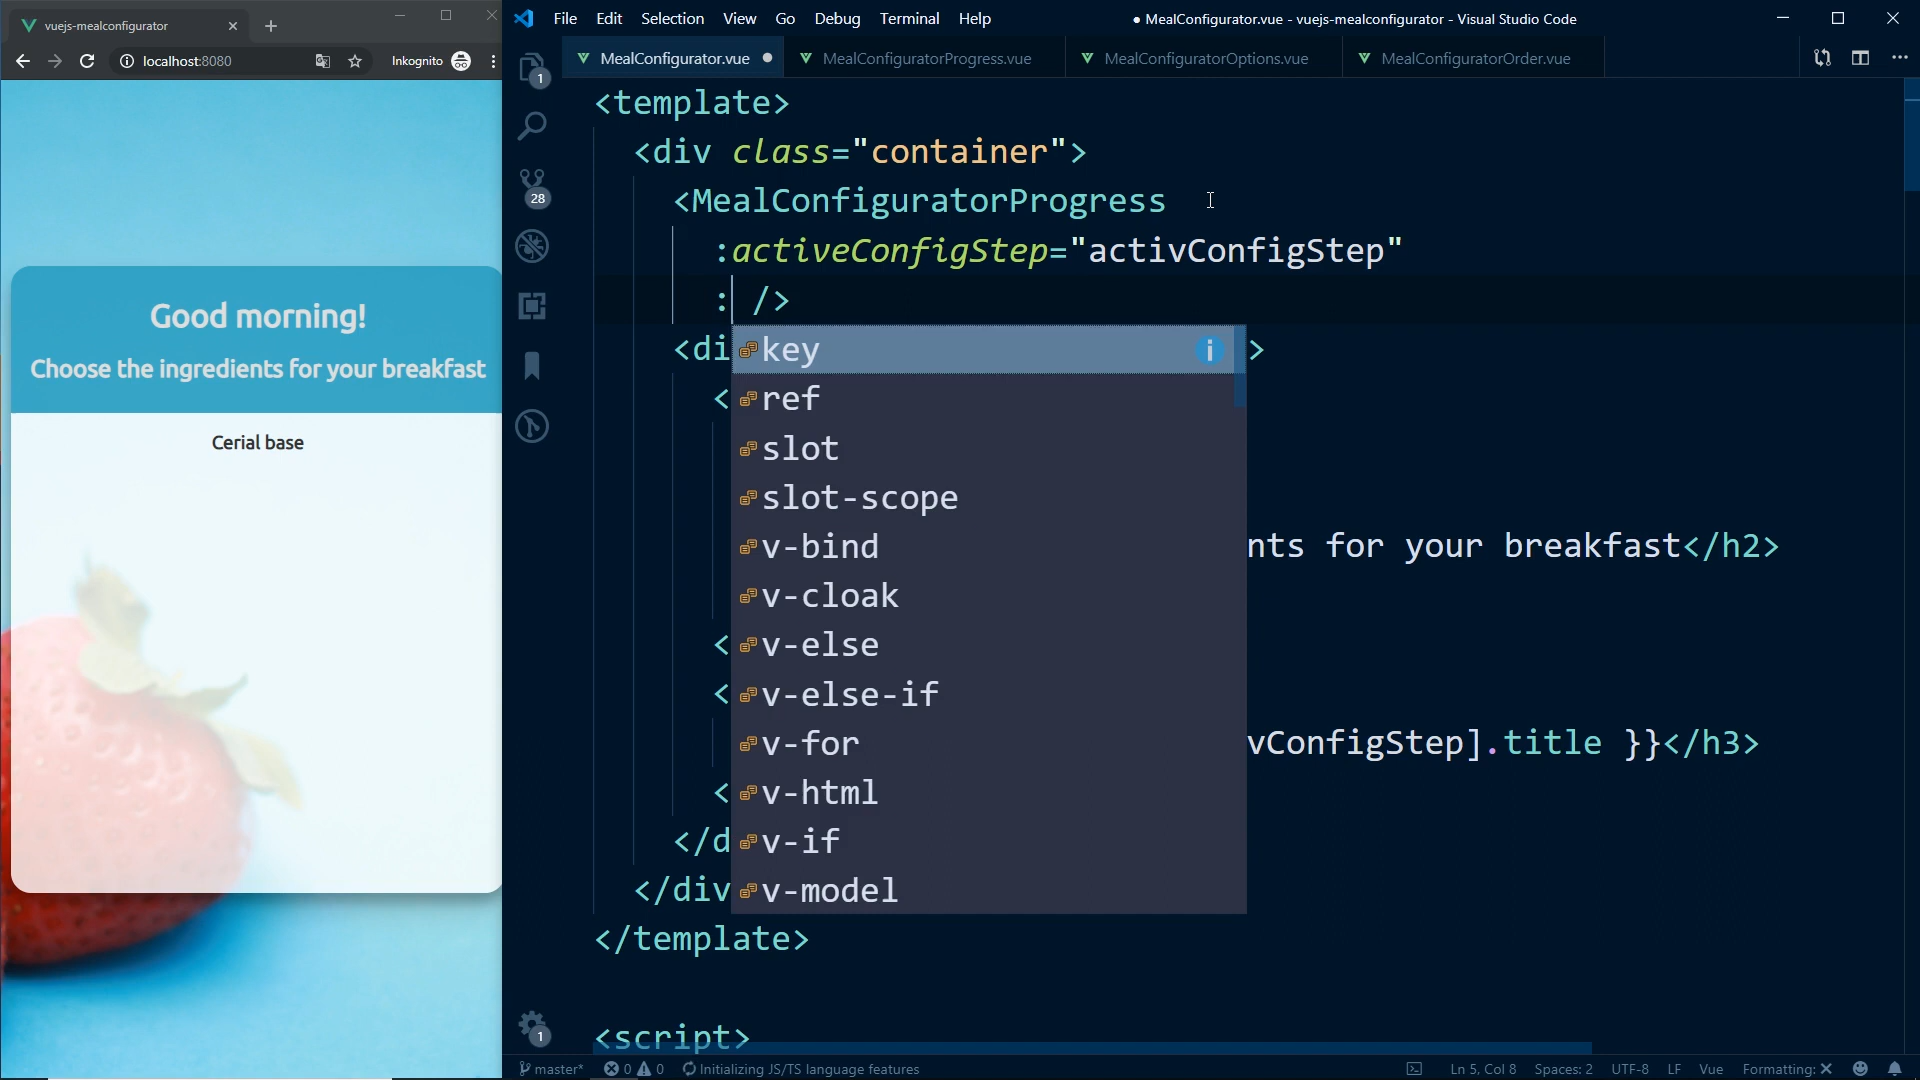 vuejs-mealconfigurator
localhost:8080
Inkognito
Good morning!
Choose the ingredients for your breakfast
Cerial base
File Edit Selection View Go Debug Terminal Help
● MealConfigurator.vue - vuejs-mealconfigurator - Visual Studio Code
MealConfigurator.vue
MealConfiguratorProgress.vue
MealConfiguratorOptions.vue
MealConfiguratorOrder.vue
1
28
1
<template>
<div class="container">
<MealConfiguratorProgress
:activeConfigStep="activConfigStep"
: />
<di >
key
< ref
slot
slot-scope
v-bind nts for your breakfast</h2>
v-cloak
< v-else
< v-else-if
v-for vConfigStep].title }}</h3>
< v-html
</d v-if
</div v-model
</template>
<script>
master* 0 0 Initializing JS/TS language features
Ln 5, Col 8 Spaces: 2 UTF-8 LF Vue Formatting: ✕